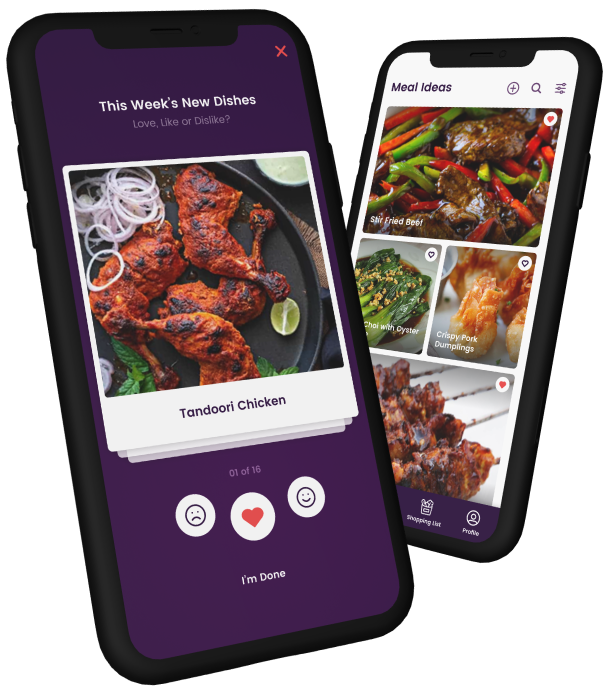 This Week's New Dishes
Love, Like or Dislike?
Tandoori Chicken
01 of 16
I'm Done
Meal Ideas
Stir Fried Beef
Choi with Oyster
Crispy Pork
Dumplings
Shopping List
Profile